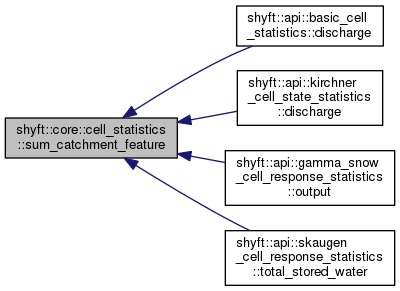 shyft::api::basic_cell
_statistics::discharge
shyft::api::kirchner
_cell_state_statistics
::discharge
shyft::core::cell_statistics
::sum_catchment_feature
shyft::api::gamma_snow
_cell_response_statistics
::output
shyft::api::skaugen
_cell_response_statistics
::total_stored_water